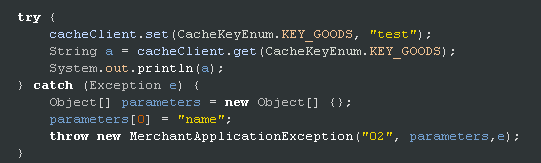 try {
    cacheClient.set(CacheKeyEnum.KEY_GOODS, "test");
    String a = cacheClient.get(CacheKeyEnum.KEY_GOODS);
    System.out.println(a);
} catch (Exception e) {
    Object[] parameters = new Object[] {};
    parameters[0] = "name";
    throw new MerchantApplicationException("02", parameters,e);
}